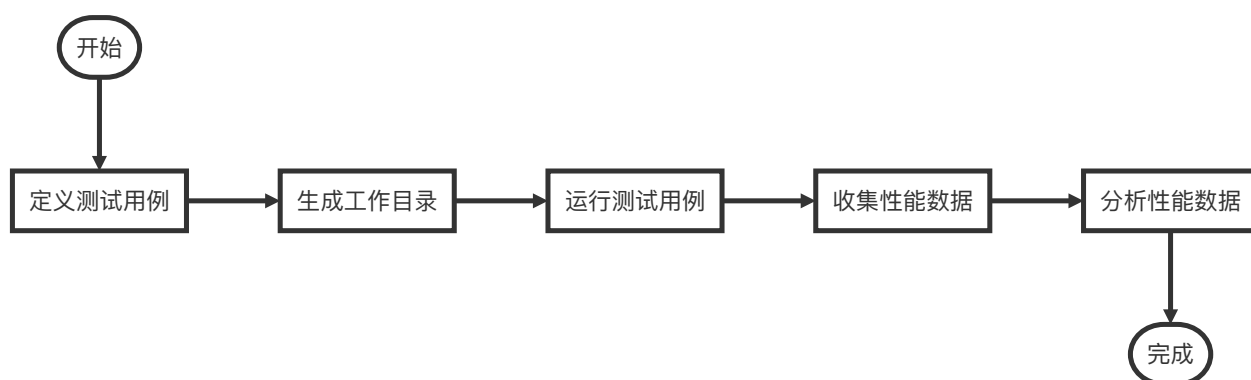 开始
定义测试用例
生成工作目录
运行测试用例
收集性能数据
分析性能数据
完成